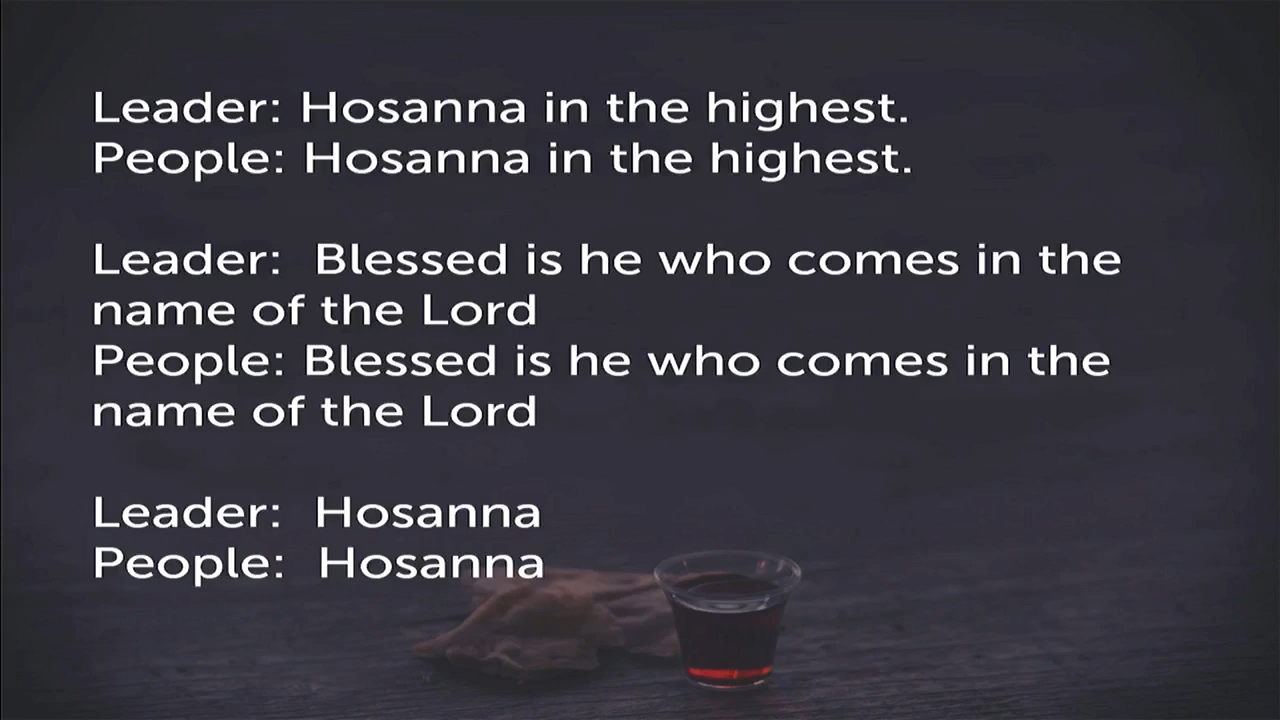 Leader: Hosanna in the highest.
People: Hosanna in the highest.
Leader:  Blessed is he who comes in the
name of the Lord
People: Blessed is he who comes in the
name of the Lord
Leader:  Hosanna
People:  Hosanna